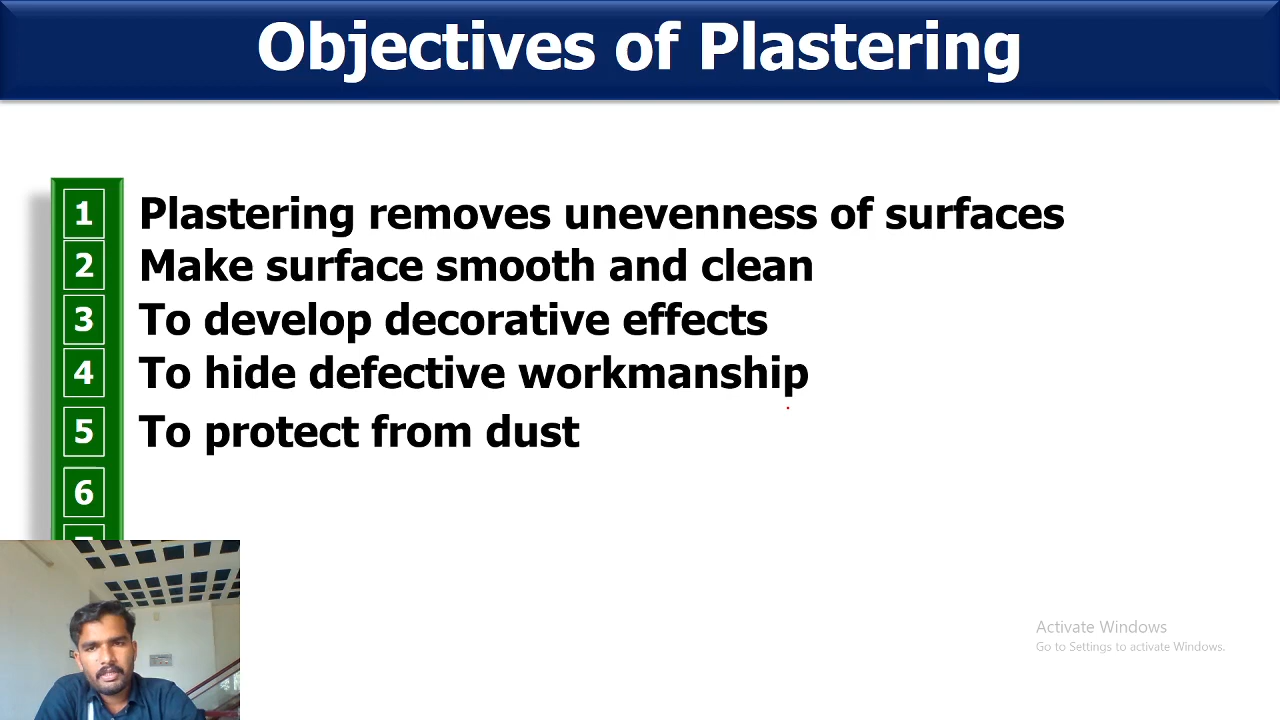 Objectives of Plastering
1 Plastering removes unevenness of surfaces
2 Make surface smooth and clean
3 To develop decorative effects
4 To hide defective workmanship
5 To protect from dust
6
Activate Windows
Go to Settings to activate Windows.